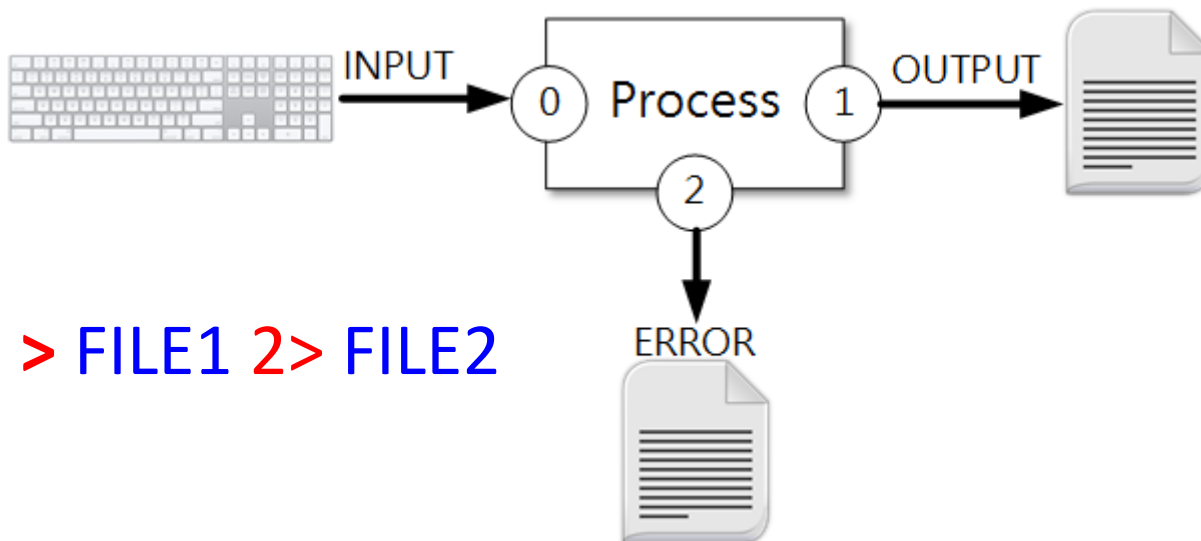 INPUT
0
Process
1
OUTPUT
2
ERROR
> FILE1 2> FILE2